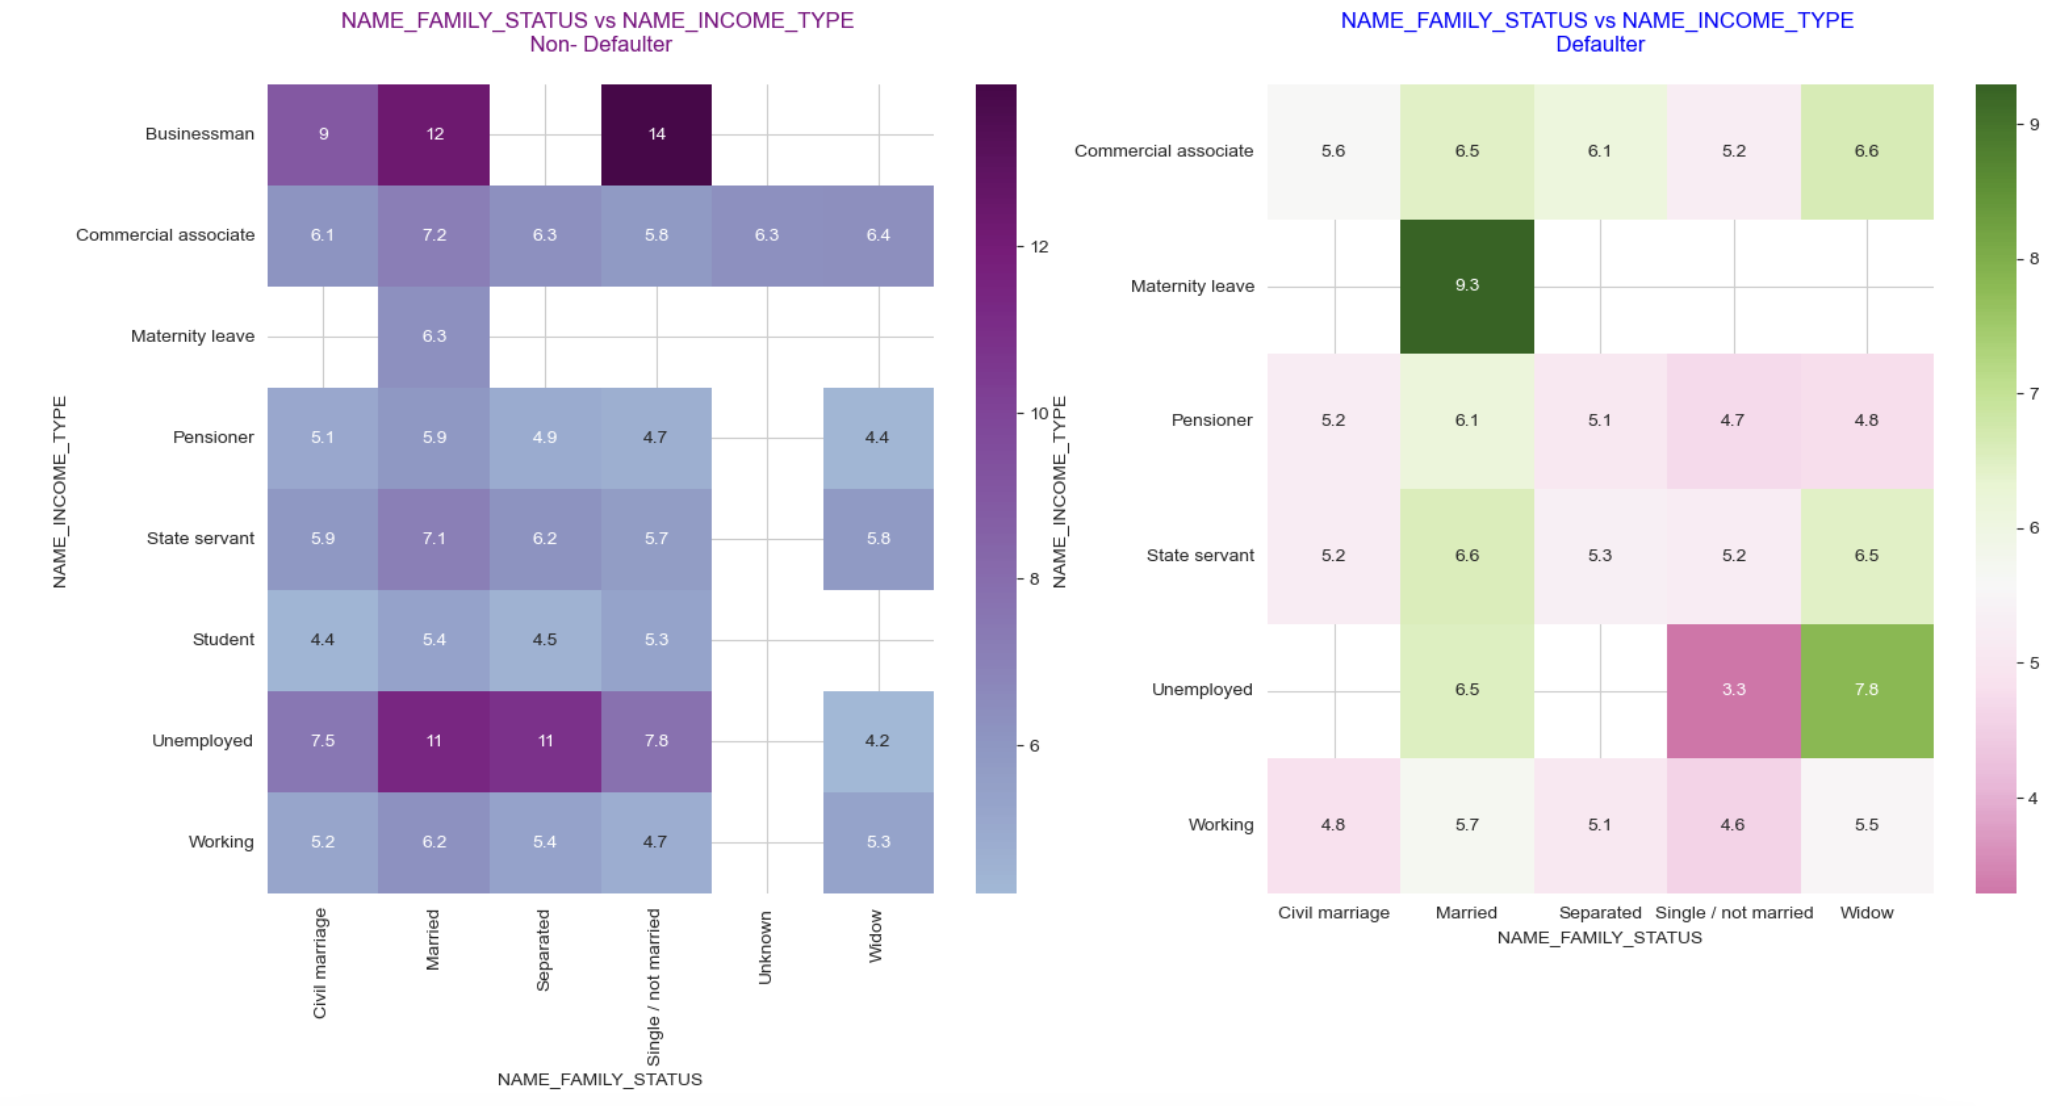 NAME_FAMILY_STATUS vs NAME_INCOME_TYPE
Non- Defaulter
NAME_INCOME_TYPE
Businessman 9 12 14
Commercial associate 6.1 7.2 6.3 5.8 6.3 6.4
Maternity leave 6.3
Pensioner 5.1 5.9 4.9 4.7 4.4
State servant 5.9 7.1 6.2 5.7 5.8
Student 4.4 5.4 4.5 5.3
Unemployed 7.5 11 11 7.8 4.2
Working 5.2 6.2 5.4 4.7 5.3
Civil marriage
Married
Separated
Single / not married
Unknown
Widow
NAME_FAMILY_STATUS
12
10
8
6
NAME_FAMILY_STATUS vs NAME_INCOME_TYPE
Defaulter
NAME_INCOME_TYPE
Commercial associate 5.6 6.5 6.1 5.2 6.6
Maternity leave 9.3
Pensioner 5.2 6.1 5.1 4.7 4.8
State servant 5.2 6.6 5.3 5.2 6.5
Unemployed 6.5 3.3 7.8
Working 4.8 5.7 5.1 4.6 5.5
Civil marriage Married Separated Single / not married Widow
NAME_FAMILY_STATUS
9
8
7
6
5
4